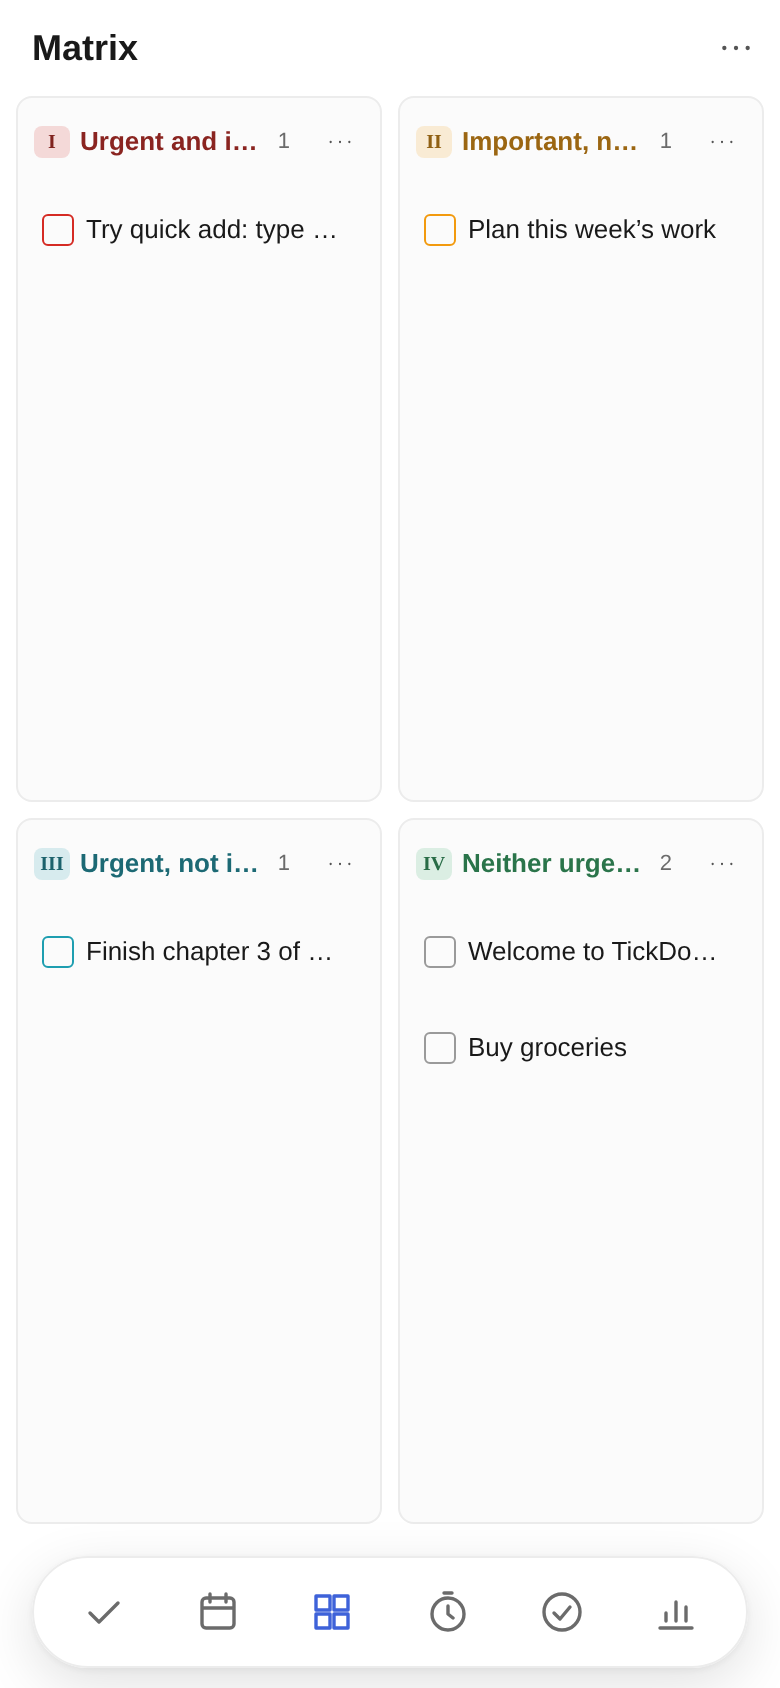 Matrix
I Urgent and i… 1
Try quick add: type …
II Important, n… 1
Plan this week’s work
III Urgent, not i… 1
Finish chapter 3 of …
IV Neither urge… 2
Welcome to TickDo…
Buy groceries